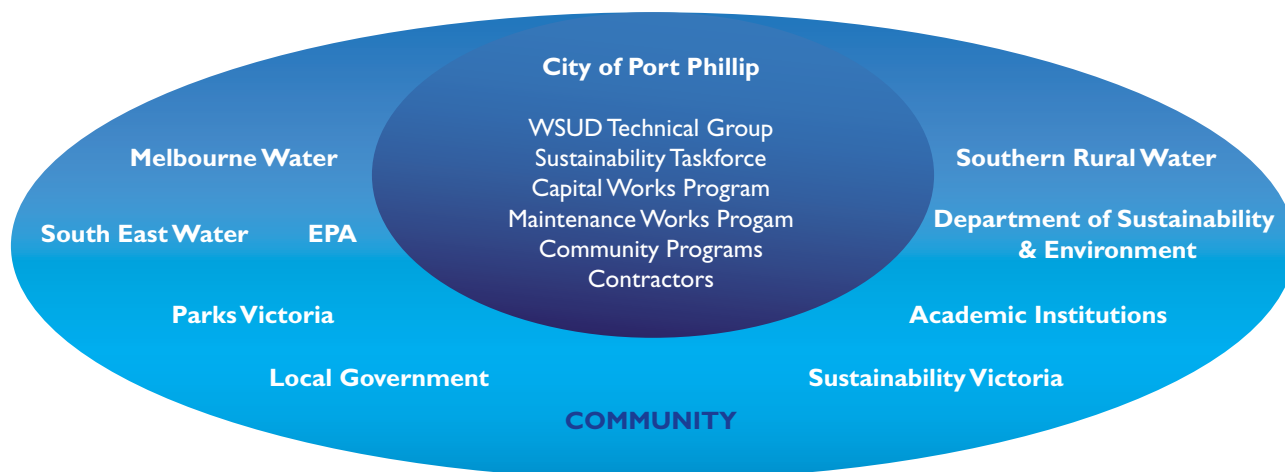 City of Port Phillip
WSUD Technical Group
Sustainability Taskforce
Capital Works Program
Maintenance Works Progam
Community Programs
Contractors
Melbourne Water
South East Water
EPA
Parks Victoria
Local Government
Southern Rural Water
Department of Sustainability
& Environment
Academic Institutions
Sustainability Victoria
COMMUNITY